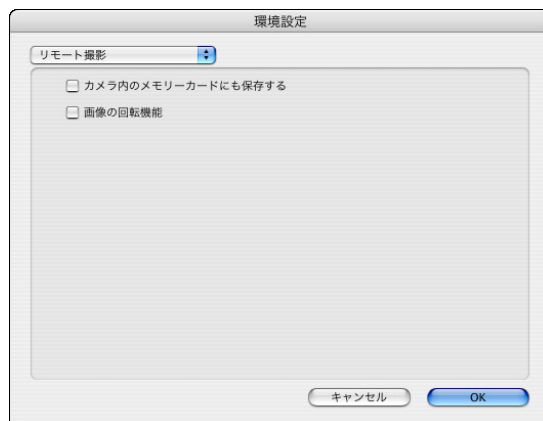 環境設定
リモート撮影
カメラ内のメモリーカードにも保存する
画像の回転機能
キャンセル
OK